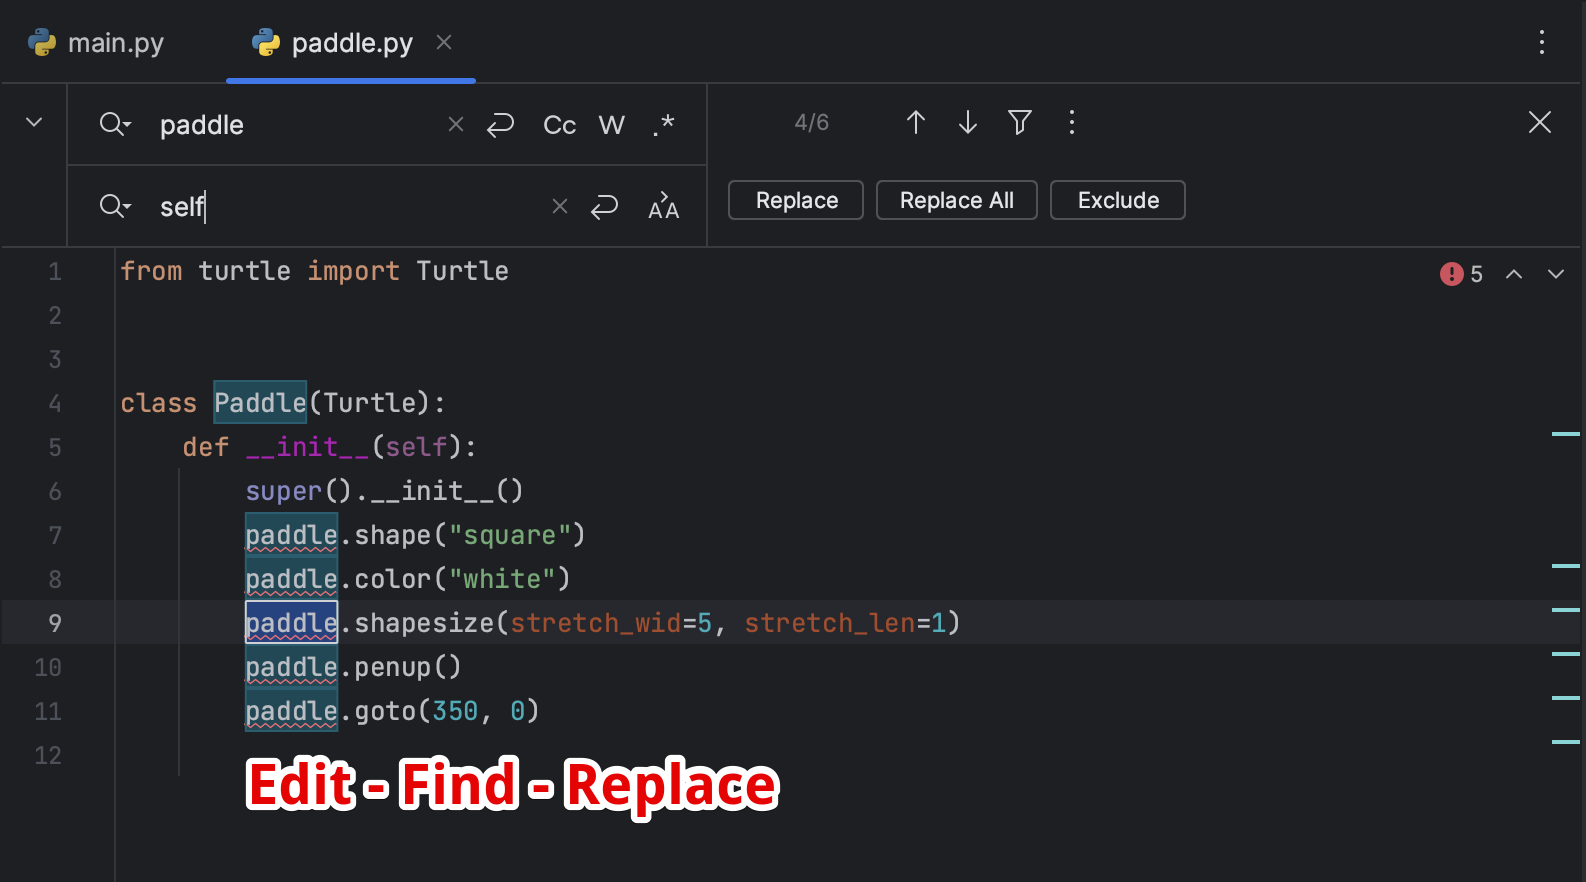 main.py paddle.py
paddle Cc W .* 4/6
self Replace Replace All Exclude
1 from turtle import Turtle 5
2
3
4 class Paddle(Turtle):
5 def __init__(self):
6 super().__init__()
7 paddle.shape("square")
8 paddle.color("white")
9 paddle.shapesize(stretch_wid=5, stretch_len=1)
10 paddle.penup()
11 paddle.goto(350, 0)
12
Edit - Find - Replace